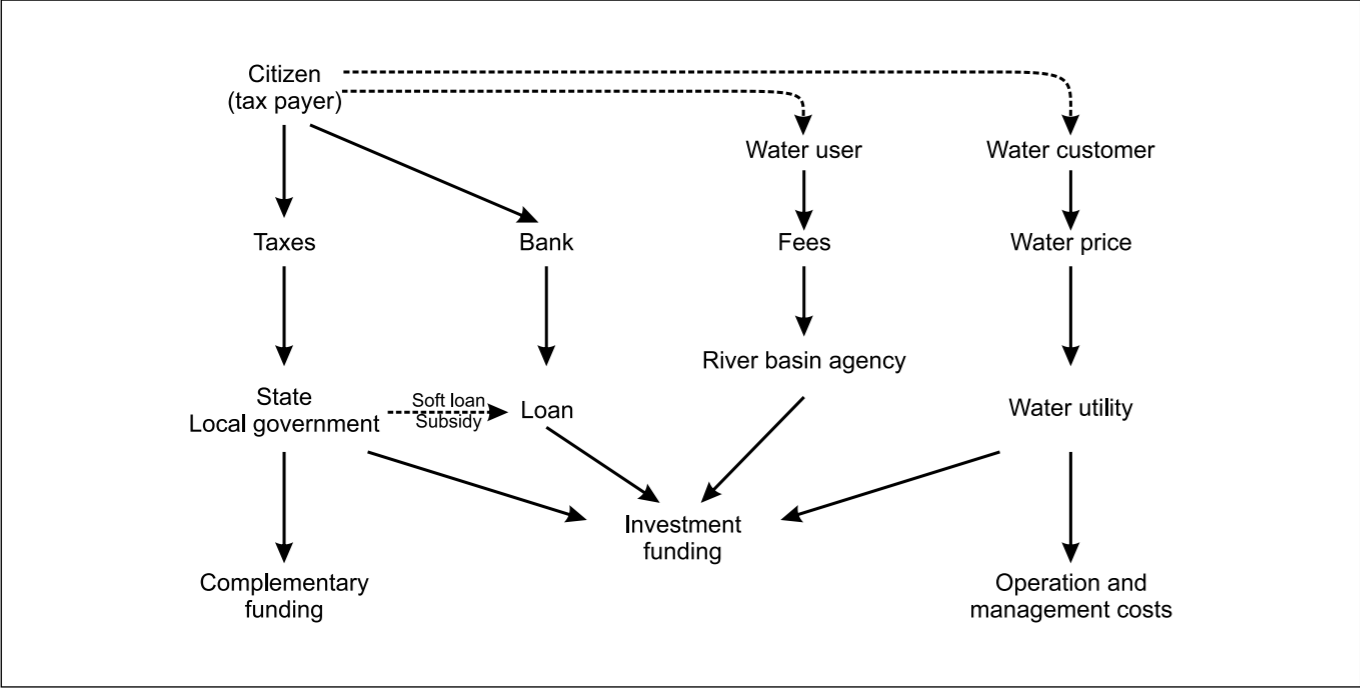 Citizen
(tax payer)
Water user
Water customer
Taxes
Bank
Fees
Water price
River basin agency
State
Local government
Soft loan
Subsidy
Loan
Water utility
Investment
funding
Complementary
funding
Operation and
management costs